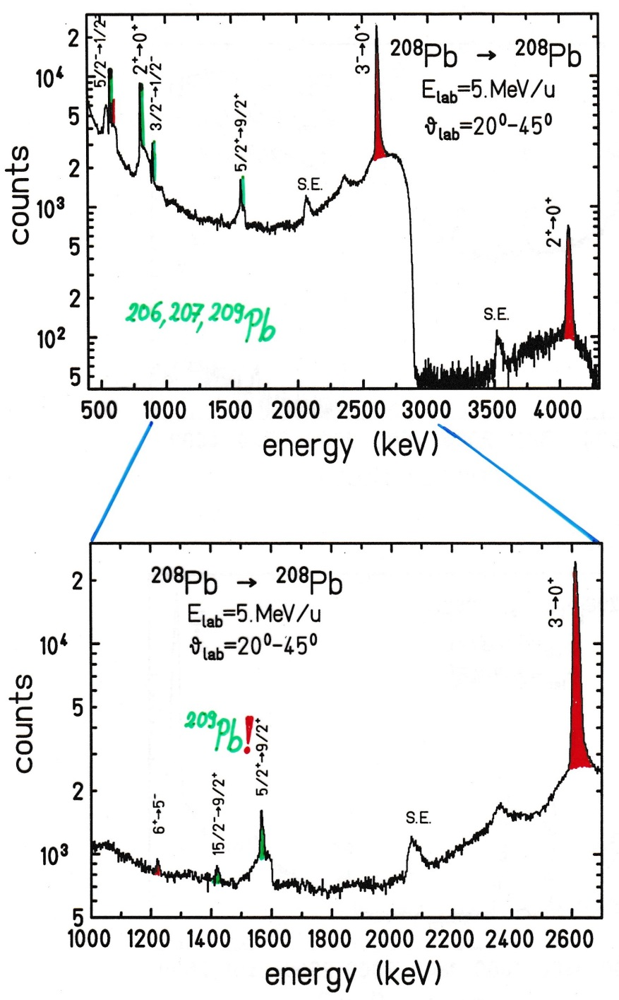 5/2⁻→1/2⁻
2⁺→0⁺
3/2⁻→1/2⁻
5/2⁺→9/2⁺
S.E.
3⁻→0⁺
²⁰⁸Pb → ²⁰⁸Pb
E_lab=5.MeV/u
ϑ_lab=20⁰-45⁰
S.E.
2⁺→0⁺
206,207,209Pb
counts
2
10⁴
5
2
10³
5
2
10²
5
500 1000 1500 2000 2500 3000 3500 4000
energy (keV)
²⁰⁸Pb → ²⁰⁸Pb
E_lab=5.MeV/u
ϑ_lab=20⁰-45⁰
3⁻→0⁺
²⁰⁹Pb!
6⁺→5⁻
15/2⁻→9/2⁺
5/2⁺→9/2⁺
S.E.
counts
2
10⁴
5
2
10³
5
1000 1200 1400 1600 1800 2000 2200 2400 2600
energy (keV)